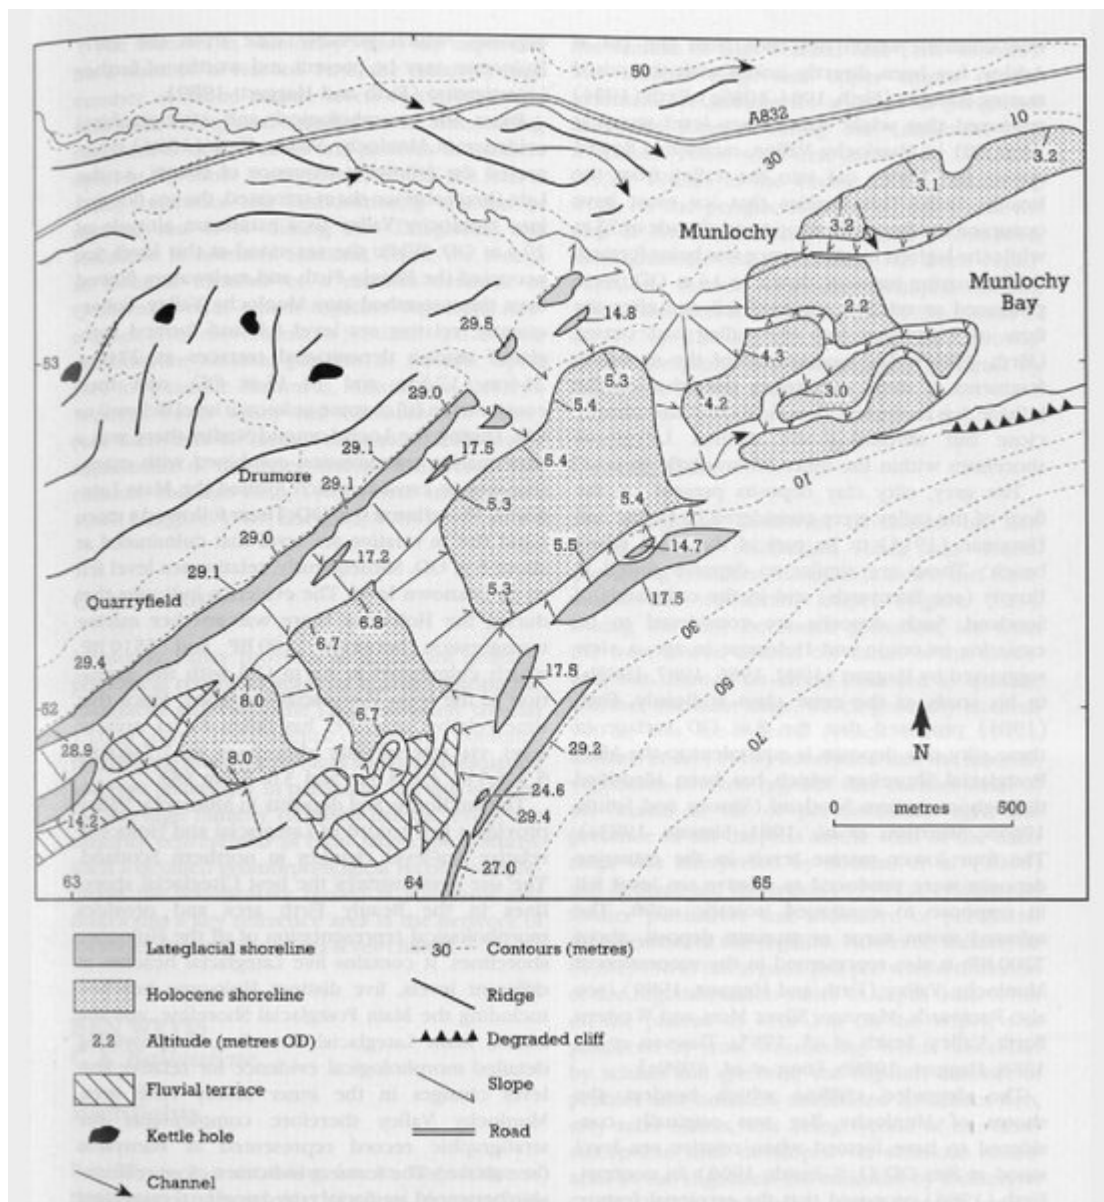 60
A832
10
30
3.2
3.1
Munlochy
3.2
Munlochy
Bay
2.2
14.8
29.5
53
5.3
4.3
3.0
29.0
5.4
4.2
29.1
17.5
5.4
Drumore
29.1
5.3
5.4
10
29.0
17.2
5.5
14.7
29.1
5.3
17.5
Quarryfield
6.8
30
6.7
29.4
17.8
60
52
8.0
6.7
28.9
8.0
29.2
N
24.6
0 metres 500
14.2
29.4
27.0
63
64
65
Lateglacial shoreline
30 Contours (metres)
Holocene shoreline
Ridge
2.2 Altitude (metres OD)
Degraded cliff
Fluvial terrace
Slope
Kettle hole
Road
Channel